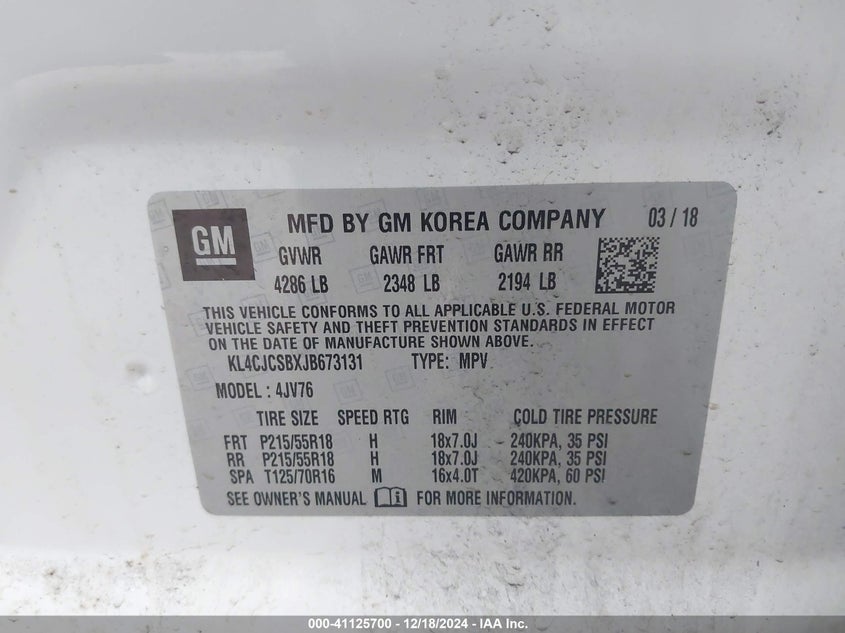 GM
MFD BY GM KOREA COMPANY 03 / 18
GVWR GAWR FRT GAWR RR
4286 LB 2348 LB 2194 LB
THIS VEHICLE CONFORMS TO ALL APPLICABLE U.S. FEDERAL MOTOR
VEHICLE SAFETY AND THEFT PREVENTION STANDARDS IN EFFECT
ON THE DATE OF MANUFACTURE SHOWN ABOVE.
KL4CJCSBXJB673131 TYPE: MPV
MODEL : 4JV76
TIRE SIZE SPEED RTG RIM COLD TIRE PRESSURE
FRT P215/55R18 H 18x7.0J 240KPA, 35 PSI
RR P215/55R18 H 18x7.0J 240KPA, 35 PSI
SPA T125/70R16 M 16x4.0T 420KPA, 60 PSI
SEE OWNER'S MANUAL FOR MORE INFORMATION.
000-41125700 - 12/18/2024 - IAA Inc.